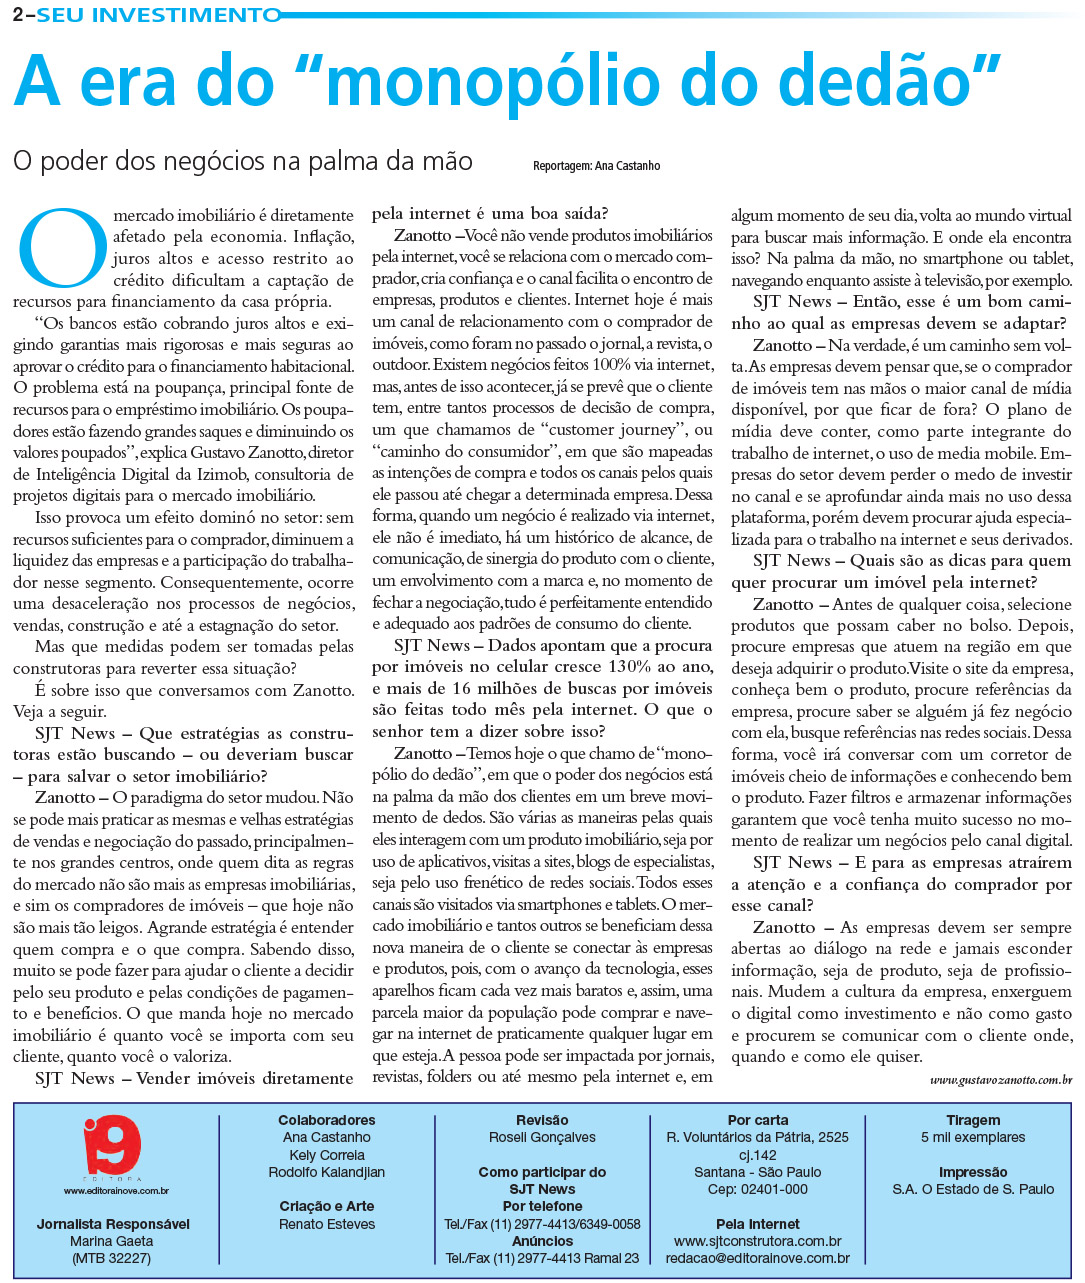 2-SEU INVESTIMENTO
A era do “monopólio do dedão”
O poder dos negócios na palma da mão
Reportagem: Ana Castanho
O mercado imobiliário é diretamente
afetado pela economia. Inflação,
juros altos e acesso restrito ao
crédito dificultam a captação de
recursos para financiamento da casa própria.
“Os bancos estão cobrando juros altos e exi-
gindo garantias mais rigorosas e mais seguras ao
aprovar o crédito para o financiamento habitacional.
O problema está na poupança, principal fonte de
recursos para o empréstimo imobiliário. Os poupa-
dores estão fazendo grandes saques e diminuindo os
valores poupados”, explica Gustavo Zanotto, diretor
de Inteligência Digital da Izimob, consultoria de
projetos digitais para o mercado imobiliário.
Isso provoca um efeito dominó no setor: sem
recursos suficientes para o comprador, diminuem a
liquidez das empresas e a participação do trabalha-
dor nesse segmento. Consequentemente, ocorre
uma desaceleração nos processos de negócios,
vendas, construção e até a estagnação do setor.
Mas que medidas podem ser tomadas pelas
construtoras para reverter essa situação?
É sobre isso que conversamos com Zanotto.
Veja a seguir.
SJT News – Que estratégias as constru-
toras estão buscando – ou deveriam buscar
– para salvar o setor imobiliário?
Zanotto – O paradigma do setor mudou. Não
se pode mais praticar as mesmas e velhas estratégias
de vendas e negociação do passado, principalmen-
te nos grandes centros, onde quem dita as regras
do mercado não são mais as empresas imobiliárias,
e sim os compradores de imóveis – que hoje não
são mais tão leigos. Agrande estratégia é entender
quem compra e o que compra. Sabendo disso,
muito se pode fazer para ajudar o cliente a decidir
pelo seu produto e pelas condições de pagamen-
to e benefícios. O que manda hoje no mercado
imobiliário é quanto você se importa com seu
cliente, quanto você o valoriza.
SJT News – Vender imóveis diretamente
pela internet é uma boa saída?
Zanotto –Você não vende produtos imobiliários
pela internet, você se relaciona com o mercado com-
prador, cria confiança e o canal facilita o encontro de
empresas, produtos e clientes. Internet hoje é mais
um canal de relacionamento com o comprador de
imóveis, como foram no passado o jornal, a revista, o
outdoor. Existem negócios feitos 100% via internet,
mas, antes de isso acontecer, já se prevê que o cliente
tem, entre tantos processos de decisão de compra,
um que chamamos de “customer journey”, ou
“caminho do consumidor”, em que são mapeadas
as intenções de compra e todos os canais pelos quais
ele passou até chegar a determinada empresa. Dessa
forma, quando um negócio é realizado via internet,
ele não é imediato, há um histórico de alcance, de
comunicação, de sinergia do produto com o cliente,
um envolvimento com a marca e, no momento de
fechar a negociação, tudo é perfeitamente entendido
e adequado aos padrões de consumo do cliente.
SJT News – Dados apontam que a procura
por imóveis no celular cresce 130% ao ano,
e mais de 16 milhões de buscas por imóveis
são feitas todo mês pela internet. O que o
senhor tem a dizer sobre isso?
Zanotto –Temos hoje o que chamo de “mono-
pólio do dedão”, em que o poder dos negócios está
na palma da mão dos clientes em um breve movi-
mento de dedos. São várias as maneiras pelas quais
eles interagem com um produto imobiliário, seja por
uso de aplicativos, visitas a sites, blogs de especialistas,
seja pelo uso frenético de redes sociais. Todos esses
canais são visitados via smartphones e tablets. O mer-
cado imobiliário e tantos outros se beneficiam dessa
nova maneira de o cliente se conectar às empresas
e produtos, pois, com o avanço da tecnologia, esses
aparelhos ficam cada vez mais baratos e, assim, uma
parcela maior da população pode comprar e nave-
gar na internet de praticamente qualquer lugar em
que esteja. A pessoa pode ser impactada por jornais,
revistas, folders ou até mesmo pela internet e, em
algum momento de seu dia, volta ao mundo virtual
para buscar mais informação. E onde ela encontra
isso? Na palma da mão, no smartphone ou tablet,
navegando enquanto assiste à televisão, por exemplo.
SJT News – Então, esse é um bom cami-
nho ao qual as empresas devem se adaptar?
Zanotto – Na verdade, é um caminho sem vol-
ta. As empresas devem pensar que, se o comprador
de imóveis tem nas mãos o maior canal de mídia
disponível, por que ficar de fora? O plano de
mídia deve conter, como parte integrante do
trabalho de internet, o uso de media mobile. Em-
presas do setor devem perder o medo de investir
no canal e se aprofundar ainda mais no uso dessa
plataforma, porém devem procurar ajuda especia-
lizada para o trabalho na internet e seus derivados.
SJT News – Quais são as dicas para quem
quer procurar um imóvel pela internet?
Zanotto – Antes de qualquer coisa, selecione
produtos que possam caber no bolso. Depois,
procure empresas que atuem na região em que
deseja adquirir o produto. Visite o site da empresa,
conheça bem o produto, procure referências da
empresa, procure saber se alguém já fez negócio
com ela, busque referências nas redes sociais. Dessa
forma, você irá conversar com um corretor de
imóveis cheio de informações e conhecendo bem
o produto. Fazer filtros e armazenar informações
garantem que você tenha muito sucesso no mo-
mento de realizar um negócios pelo canal digital.
SJT News – E para as empresas atraírem
a atenção e a confiança do comprador por
esse canal?
Zanotto – As empresas devem ser sempre
abertas ao diálogo na rede e jamais esconder
informação, seja de produto, seja de profissio-
nais. Mudem a cultura da empresa, enxerguem
o digital como investimento e não como gasto
e procurem se comunicar com o cliente onde,
quando e como ele quiser.
www.gustavozanotto.com.br
i9
EDITORA
www.editorainove.com.br
Jornalista Responsável
Marina Gaeta
(MTB 32227)
Colaboradores
Ana Castanho
Kely Correia
Rodolfo Kalandjian
Criação e Arte
Renato Esteves
Revisão
Roseli Gonçalves
Como participar do
SJT News
Por telefone
Tel./Fax (11) 2977-4413/6349-0058
Anúncios
Tel./Fax (11) 2977-4413 Ramal 23
Por carta
R. Voluntários da Pátria, 2525
cj.142
Santana - São Paulo
Cep: 02401-000
Pela Internet
www.sjtconstrutora.com.br
redacao@editorainove.com.br
Tiragem
5 mil exemplares
Impressão
S.A. O Estado de S. Paulo